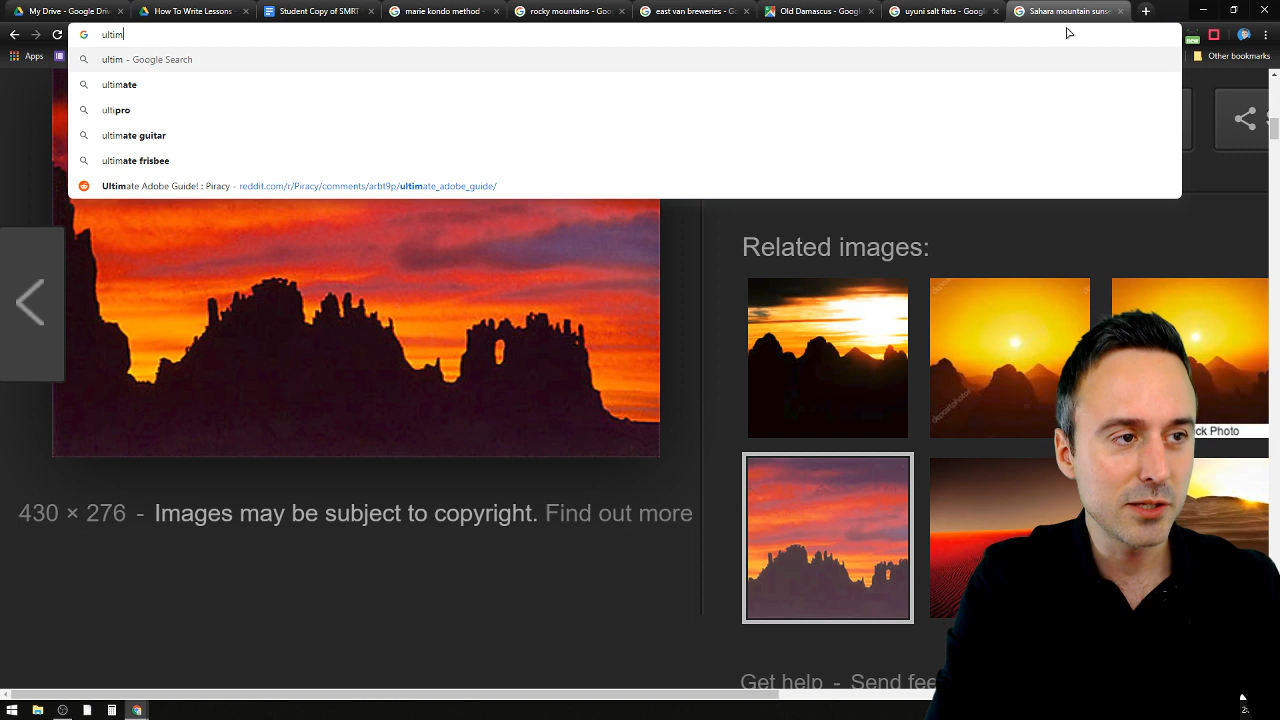 My Drive - Google Driv
How To Write Lessons
Student Copy of SMRT
marie kondo method -
rocky mountains - Goo
east van breweries - G
Old Damascus - Googl
uyuni salt flats - Googl
Sahara mountain suns
ultim
Apps
new
Other bookmarks
ultim - Google Search
ultimate
ultipro
ultimate guitar
ultimate frisbee
Ultimate Adobe Guide! : Piracy - reddit.com/r/Piracy/comments/arbt9p/ultimate_adobe_guide/
Related images:
ck Photo
430 × 276 - Images may be subject to copyright. Find out more
Get help - Send fee